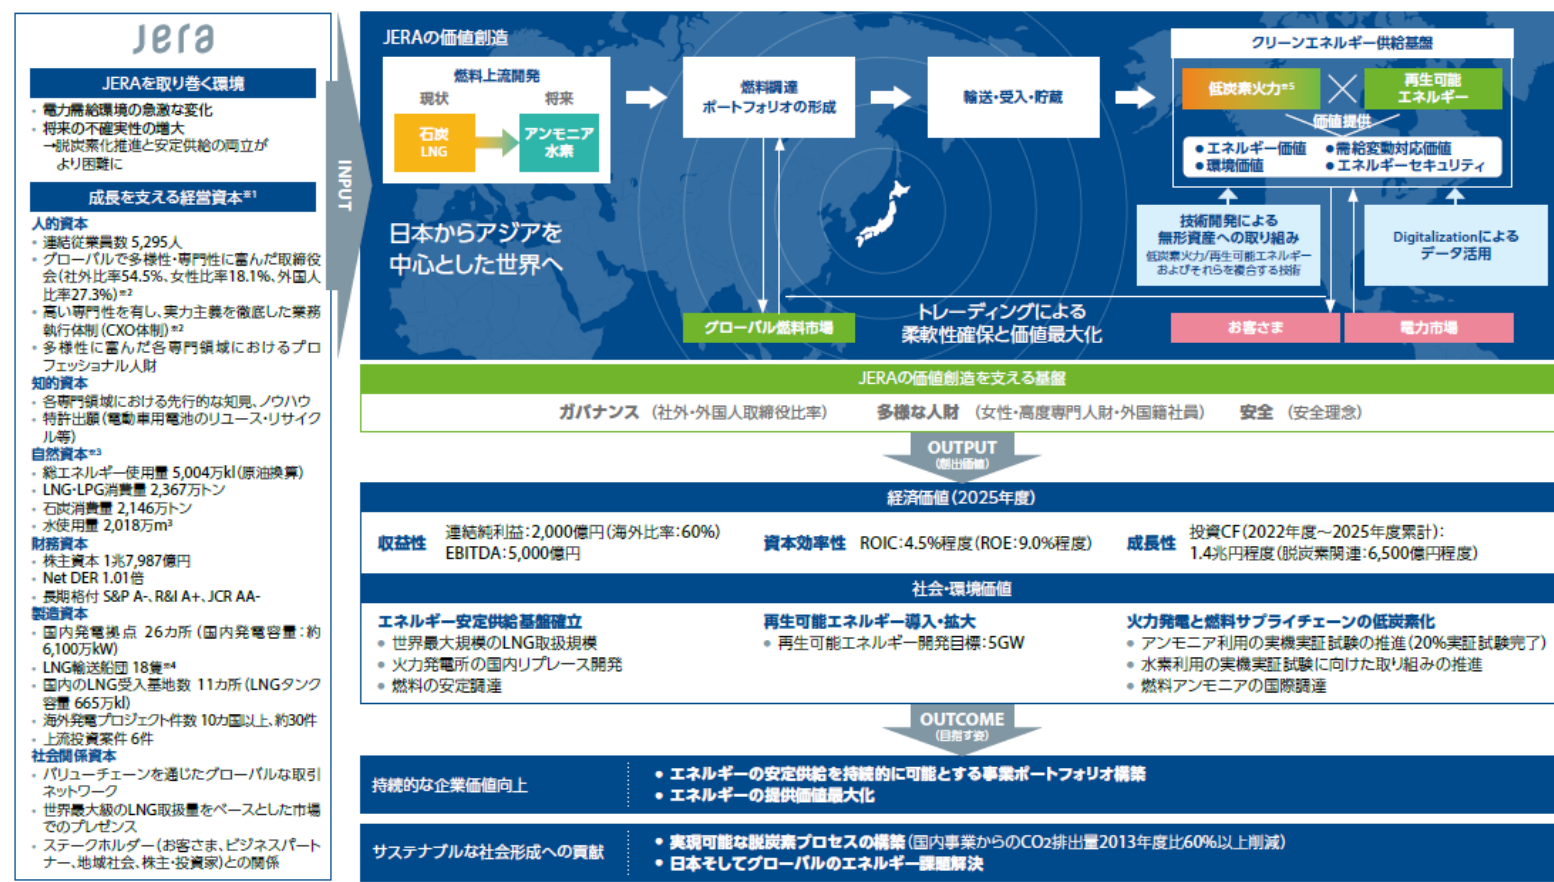 Jera
JERAを取り巻く環境
・電力需給環境の急激な変化
・将来の不確実性の増大
→脱炭素化推進と安定供給の両立が
より困難に
成長を支える経営資本※1
人的資本
・連結従業員数 5,295人
・グローバルで多様性・専門性に富んだ取締役
会(社外比率54.5%、女性比率18.1%、外国人
比率27.3%)※2
・高い専門性を有し、実力主義を徹底した業務
執行体制(CXO体制)※2
・多様性に富んだ各専門領域におけるプロ
フェッショナル人財
知的資本
・各専門領域における先行的な知見、ノウハウ
・特許出願(電動車用電池のリユース・リサイク
ル等)
自然資本※3
・総エネルギー使用量 5,004万kl(原油換算)
・LNG・LPG消費量 2,367万トン
・石炭消費量 2,146万トン
・水使用量 2,018万m³
財務資本
・株主資本 1兆7,987億円
・Net DER 1.01倍
・長期格付 S&P A-、R&I A+、JCR AA-
製造資本
・国内発電拠点 26カ所(国内発電容量：約
6,100万kW)
・LNG輸送船団 18隻※4
・国内のLNG受入基地数 11カ所(LNGタンク
容量 665万kl)
・海外発電プロジェクト件数 10カ国以上、約30件
・上流投資案件 6件
社会関係資本
・バリューチェーンを通じたグローバルな取引
ネットワーク
・世界最大級のLNG取扱量をベースとした市場
でのプレゼンス
・ステークホルダー(お客さま、ビジネスパート
ナー、地域社会、株主・投資家)との関係
INPUT
JERAの価値創造
燃料上流開発
現状
将来
石炭
LNG
アンモニア
水素
燃料調達
ポートフォリオの形成
輸送・受入・貯蔵
クリーンエネルギー供給基盤
低炭素火力※5
再生可能
エネルギー
価値提供
●エネルギー価値 ●需給変動対応価値
●環境価値 ●エネルギーセキュリティ
日本からアジアを
中心とした世界へ
技術開発による
無形資産への取り組み
低炭素火力/再生可能エネルギー
およびそれらを複合する技術
Digitalizationによる
データ活用
グローバル燃料市場
トレーディングによる
柔軟性確保と価値最大化
お客さま
電力市場
JERAの価値創造を支える基盤
ガバナンス (社外・外国人取締役比率) 多様な人財 (女性・高度専門人財・外国籍社員) 安全 (安全理念)
OUTPUT
(創出価値)
経済価値(2025年度)
収益性
連結純利益：2,000億円(海外比率：60%)
EBITDA：5,000億円
資本効率性 ROIC：4.5%程度(ROE：9.0%程度)
成長性
投資CF(2022年度～2025年度累計)：
1.4兆円程度(脱炭素関連：6,500億円程度)
社会・環境価値
エネルギー安定供給基盤確立
● 世界最大規模のLNG取扱規模
● 火力発電所の国内リプレース開発
● 燃料の安定調達
再生可能エネルギー導入・拡大
● 再生可能エネルギー開発目標：5GW
火力発電と燃料サプライチェーンの低炭素化
● アンモニア利用の実機実証試験の推進(20%実証試験完了)
● 水素利用の実機実証試験に向けた取り組みの推進
● 燃料アンモニアの国際調達
OUTCOME
(目指す姿)
持続的な企業価値向上
● エネルギーの安定供給を持続的に可能とする事業ポートフォリオ構築
● エネルギーの提供価値最大化
サステナブルな社会形成への貢献
● 実現可能な脱炭素プロセスの構築(国内事業からのCO₂排出量2013年度比60%以上削減)
● 日本そしてグローバルのエネルギー課題解決